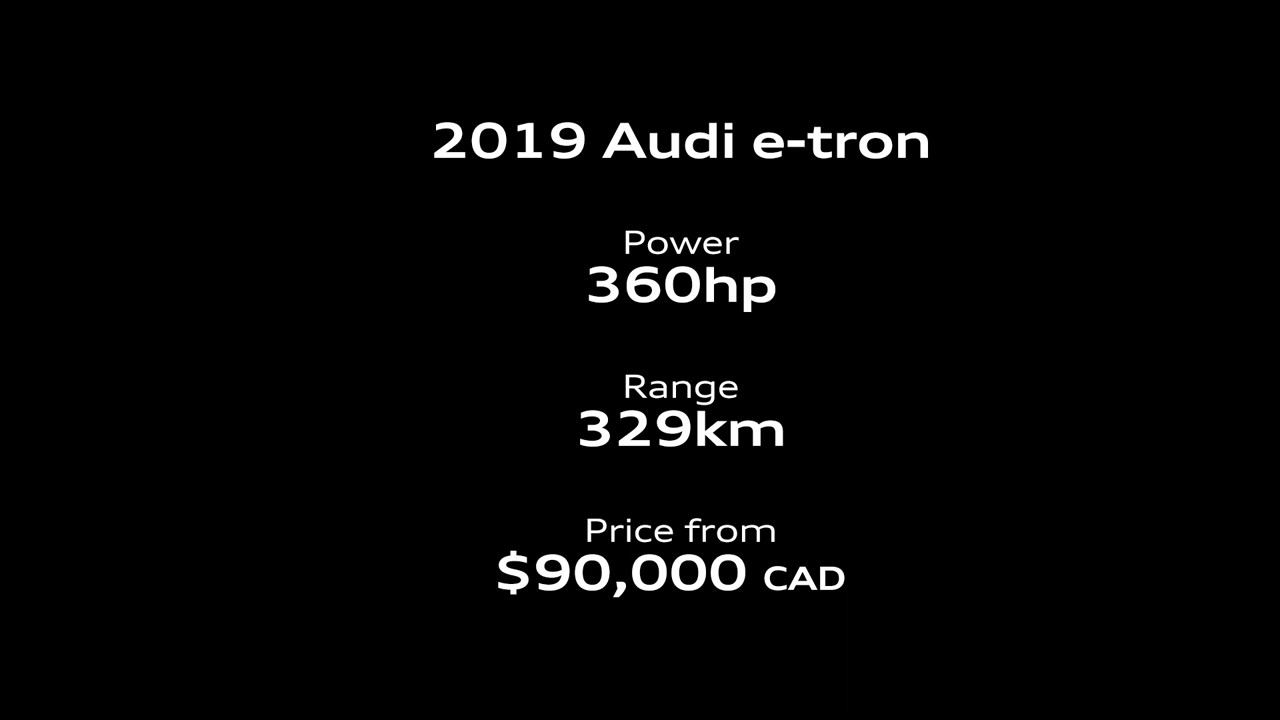 2019 Audi e-tron
Power
360hp
Range
329km
Price from
$90,000 CAD